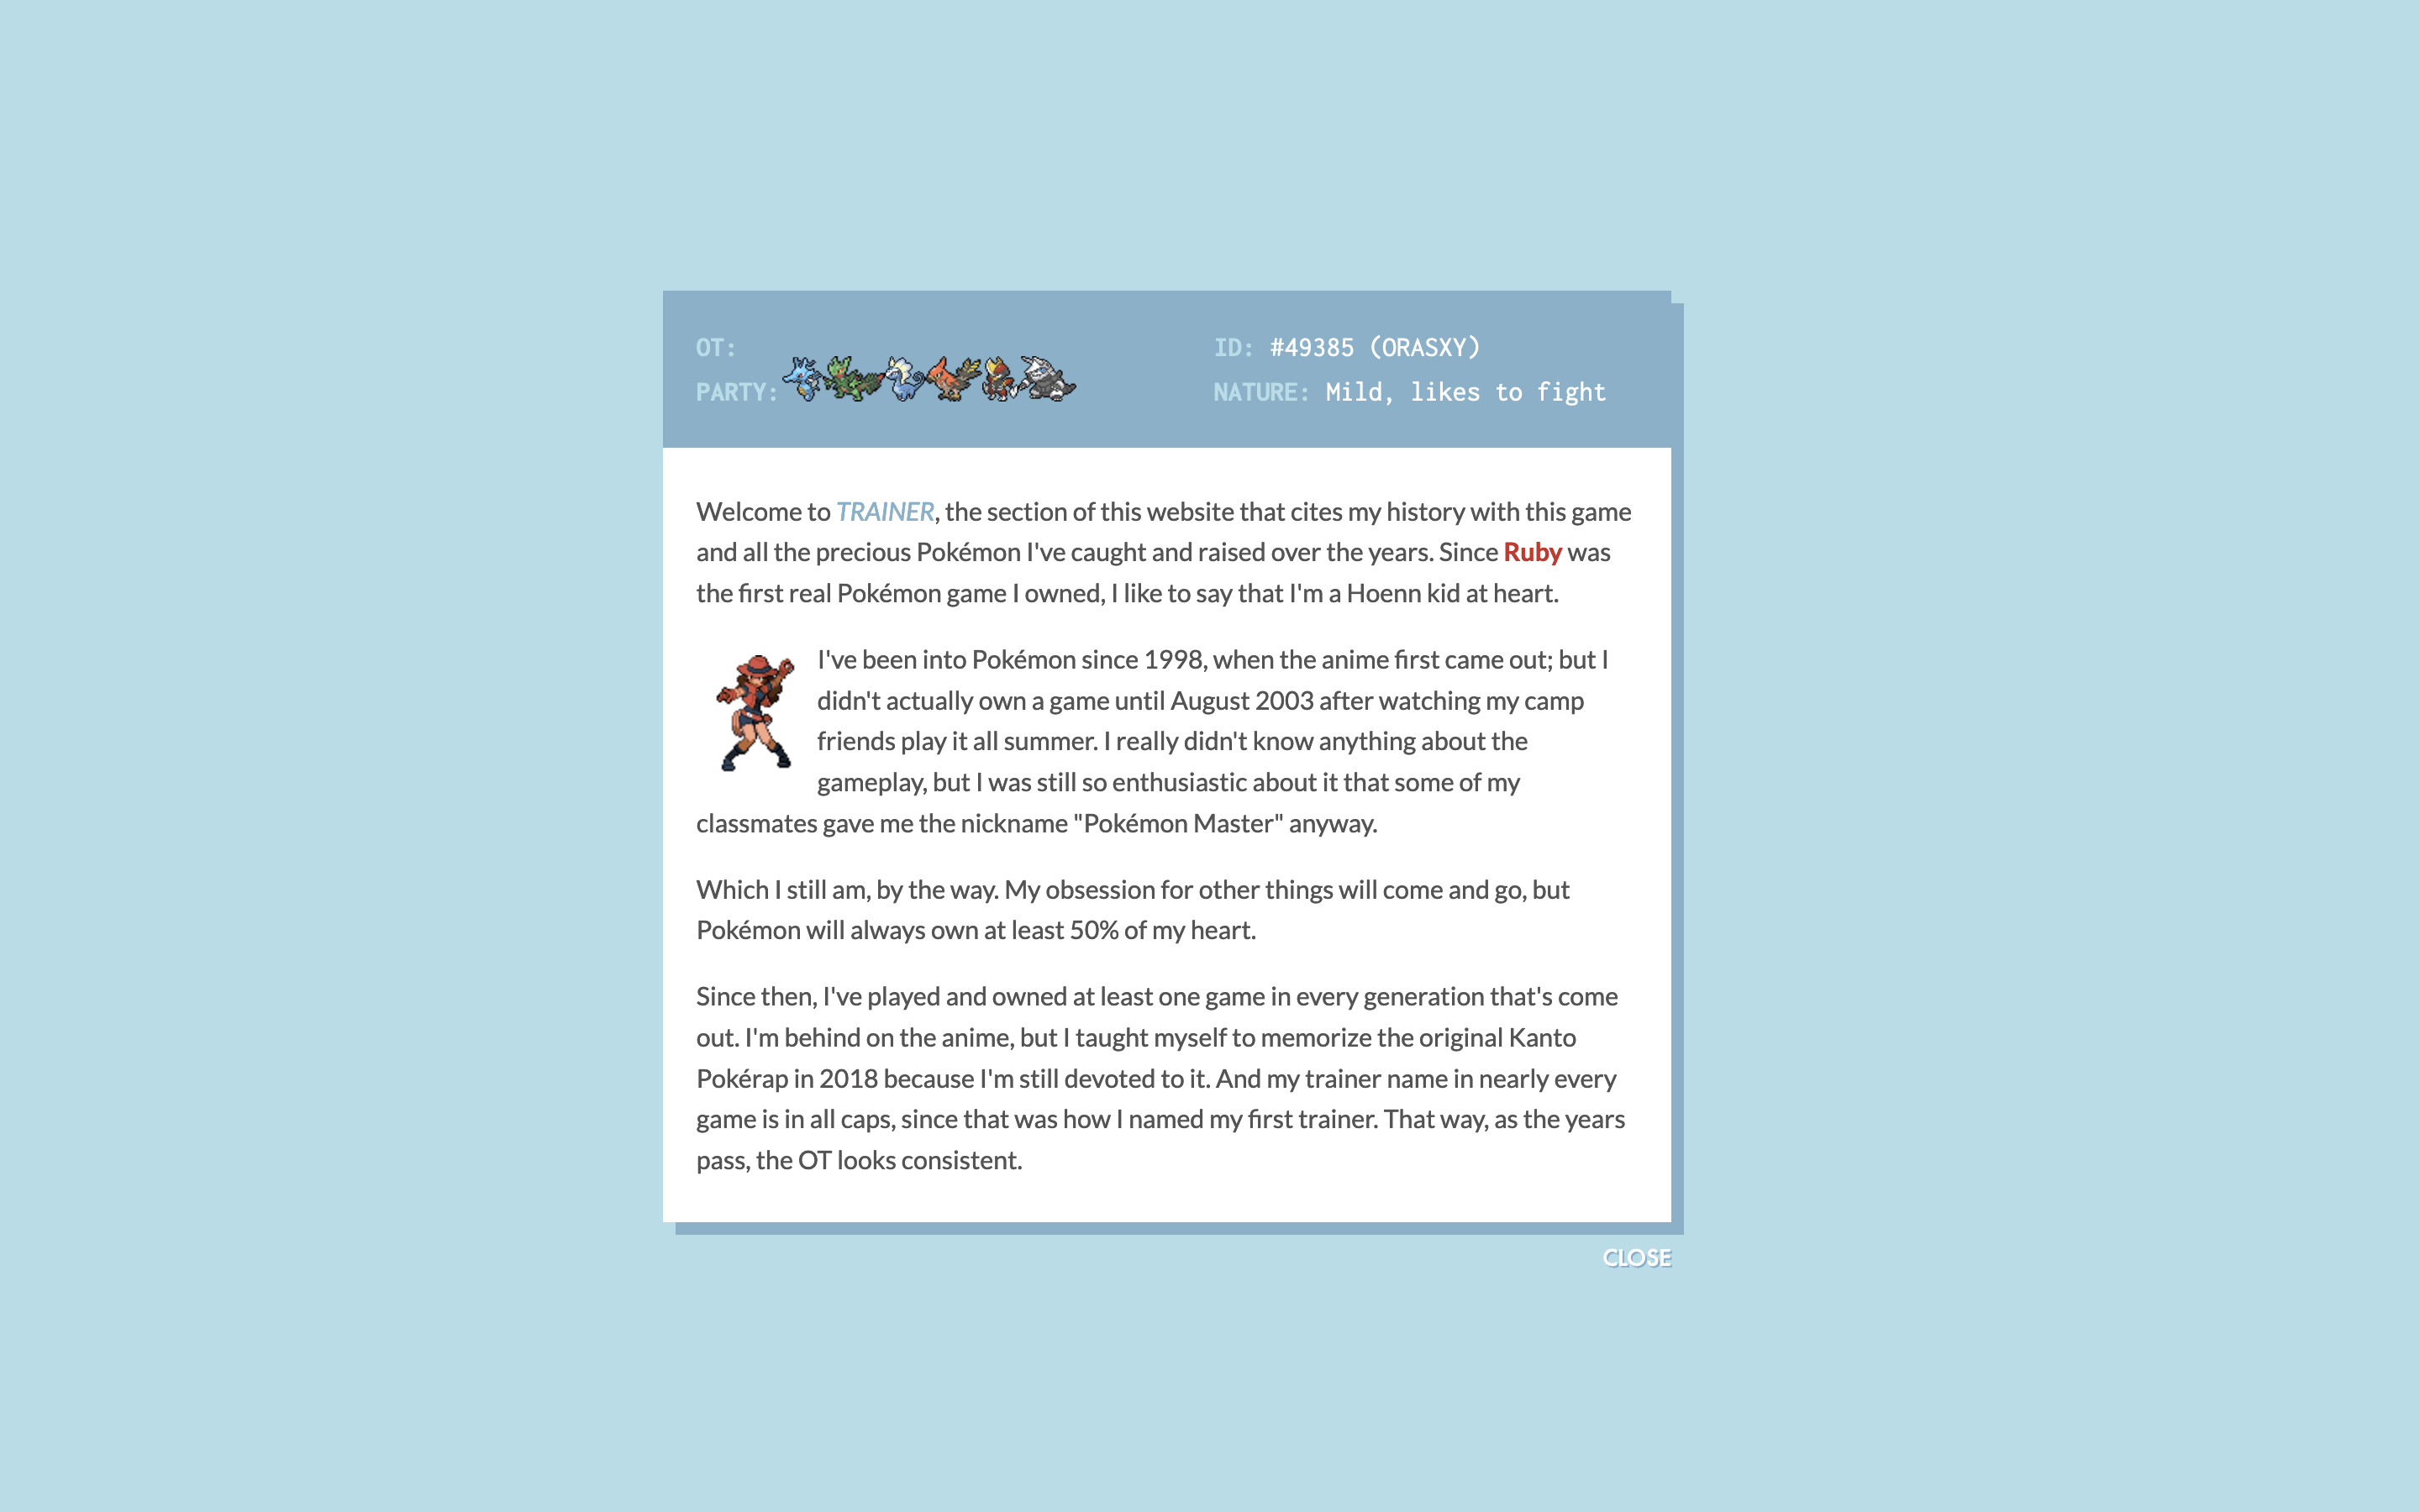 OT:
ID: #49385 (ORASXY)
PARTY:
NATURE: Mild, likes to fight
Welcome to TRAINER, the section of this website that cites my history with this game
and all the precious Pokémon I've caught and raised over the years. Since Ruby was
the first real Pokémon game I owned, I like to say that I'm a Hoenn kid at heart.
I've been into Pokémon since 1998, when the anime first came out; but I
didn't actually own a game until August 2003 after watching my camp
friends play it all summer. I really didn't know anything about the
gameplay, but I was still so enthusiastic about it that some of my
classmates gave me the nickname "Pokémon Master" anyway.
Which I still am, by the way. My obsession for other things will come and go, but
Pokémon will always own at least 50% of my heart.
Since then, I've played and owned at least one game in every generation that's come
out. I'm behind on the anime, but I taught myself to memorize the original Kanto
Pokérap in 2018 because I'm still devoted to it. And my trainer name in nearly every
game is in all caps, since that was how I named my first trainer. That way, as the years
pass, the OT looks consistent.
CLOSE